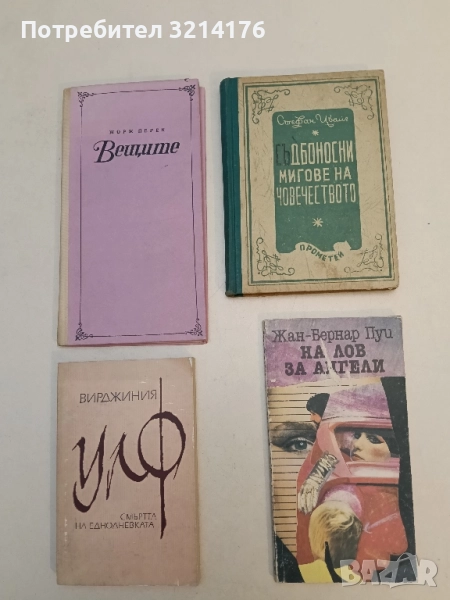 Потребител 3214176
ЖОРЖ ПЕРЕК
Вещите
Стефан Цвайг
СЪДБОНОСНИ
МИГОВЕ НА
ЧОВЕЧЕСТВОТО
ПРОМЕТЕЙ
ВИРДЖИНИЯ
УЛФ
СМЪРТТА
НА ЕДНОДНЕВКАТА
Жан-Бернар Пуи
НА ЛОВ
ЗА АНГЕЛИ
BAZAR